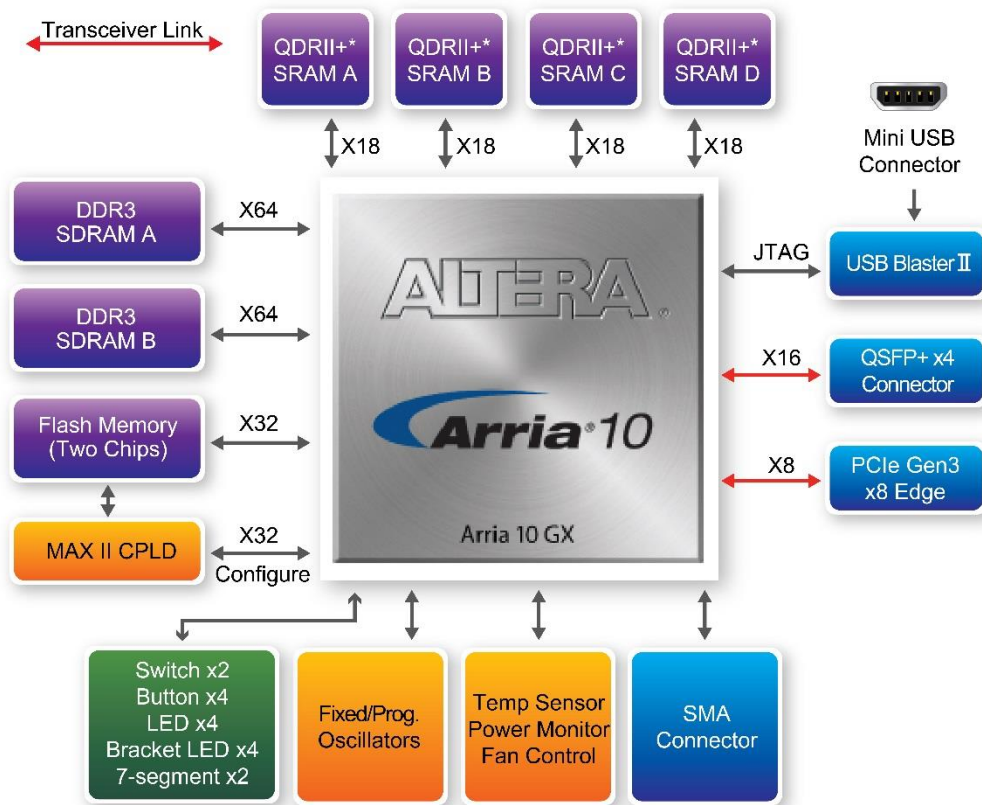 Transceiver Link
QDRII+*
SRAM A
QDRII+*
SRAM B
QDRII+*
SRAM C
QDRII+*
SRAM D
X18
X18
X18
X18
Mini USB
Connector
DDR3
SDRAM A
X64
JTAG
USB Blaster II
ALTERA®
DDR3
SDRAM B
X64
X16
QSFP+ x4
Connector
Flash Memory
(Two Chips)
X32
Arria® 10
X8
PCIe Gen3
x8 Edge
MAX II CPLD
X32
Configure
Arria 10 GX
Switch x2
Button x4
LED x4
Bracket LED x4
7-segment x2
Fixed/Prog.
Oscillators
Temp Sensor
Power Monitor
Fan Control
SMA
Connector